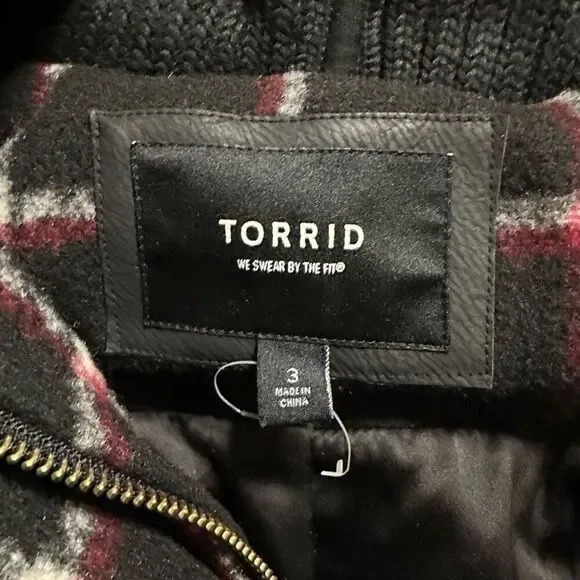 TORRID
WE SWEAR BY THE FIT®
3
MADE IN
CHINA